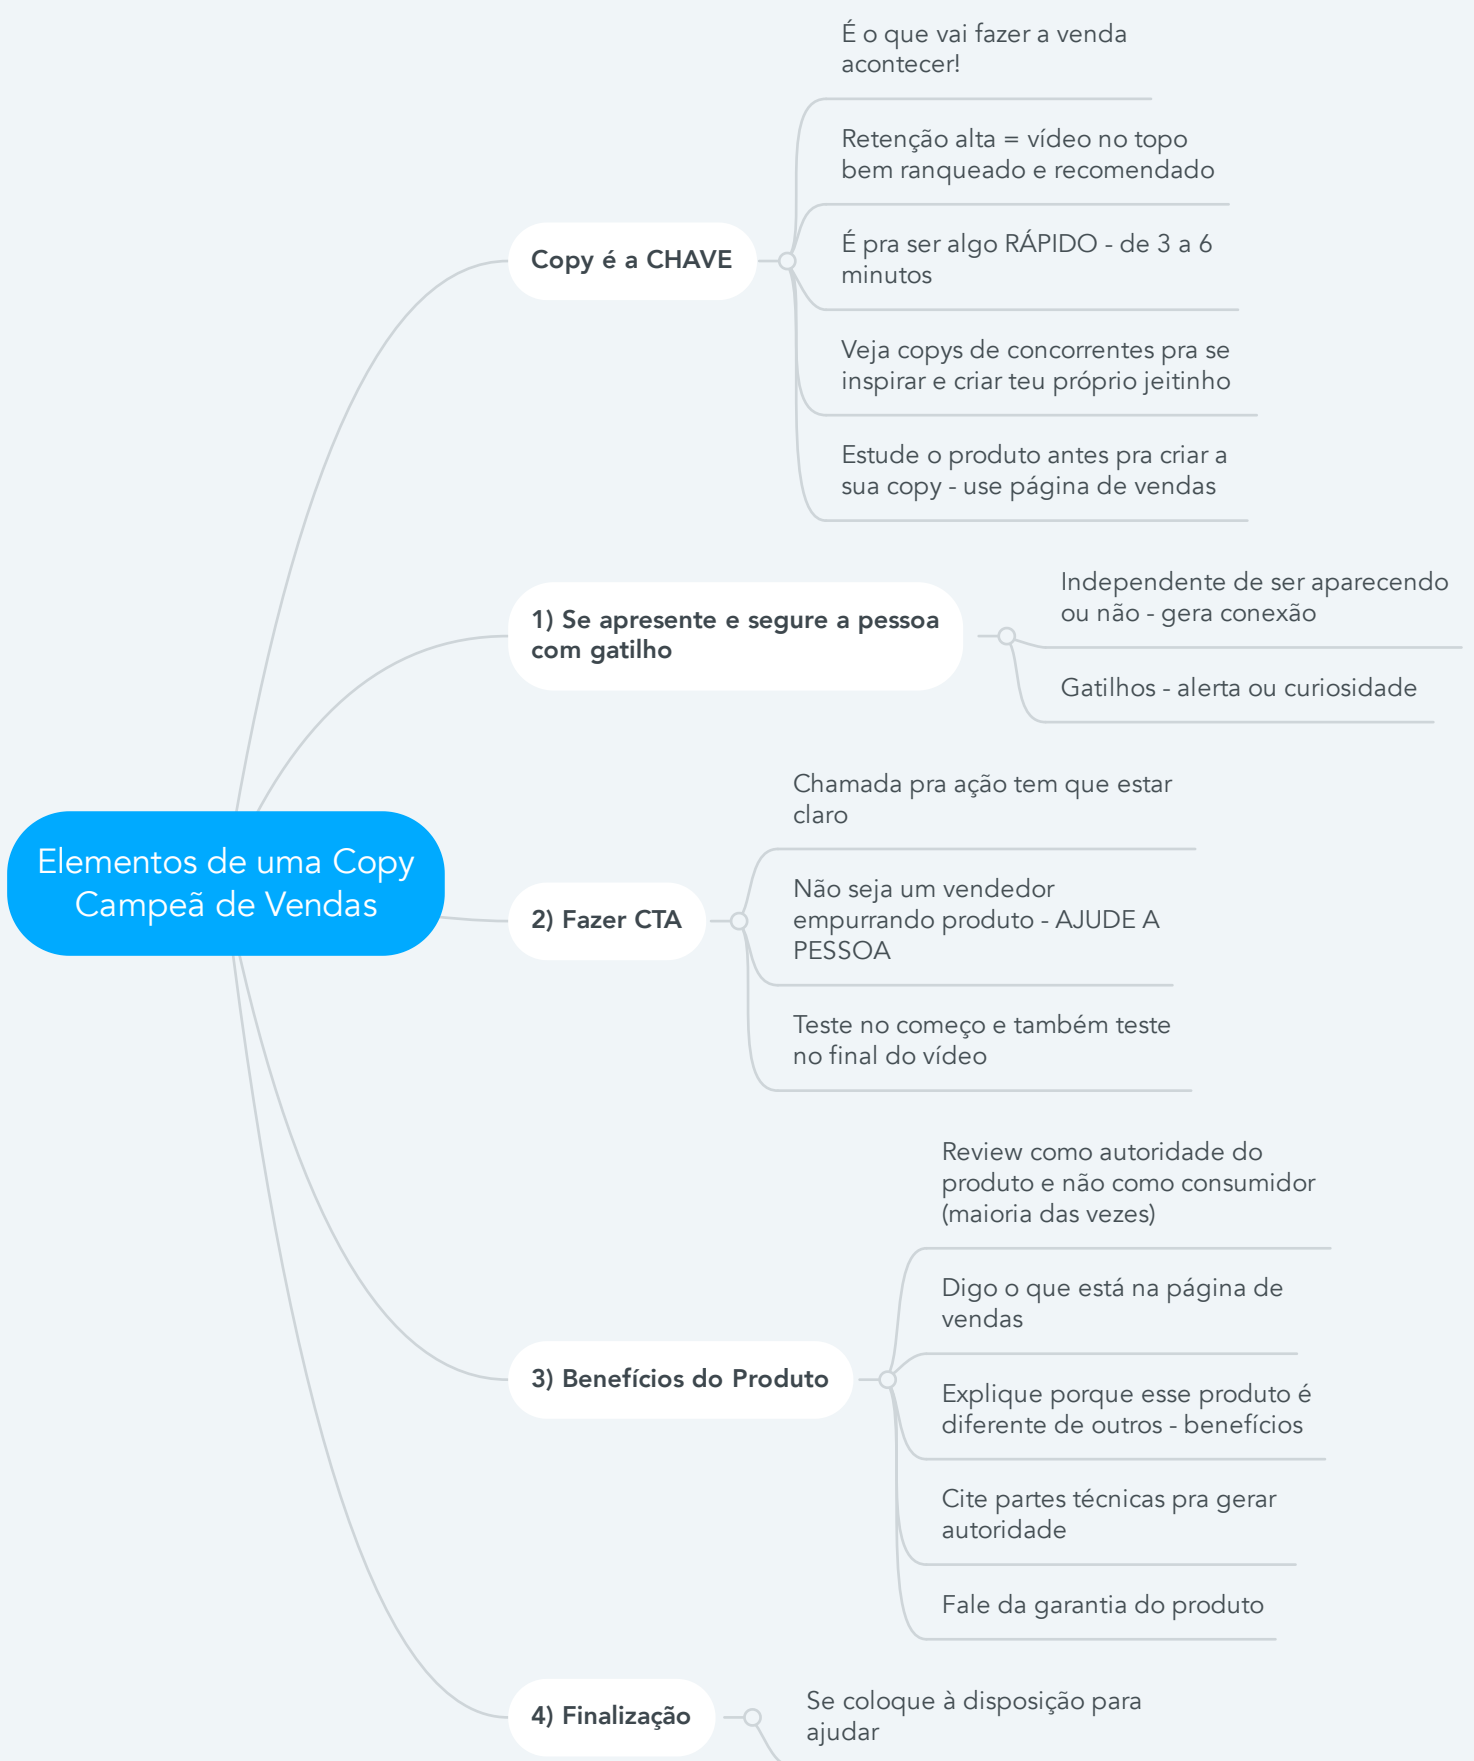 Elementos de uma Copy
Campeã de Vendas
Copy é a CHAVE
É o que vai fazer a venda
acontecer!
Retenção alta = vídeo no topo
bem ranqueado e recomendado
É pra ser algo RÁPIDO - de 3 a 6
minutos
Veja copys de concorrentes pra se
inspirar e criar teu próprio jeitinho
Estude o produto antes pra criar a
sua copy - use página de vendas
1) Se apresente e segure a pessoa
com gatilho
Independente de ser aparecendo
ou não - gera conexão
Gatilhos - alerta ou curiosidade
2) Fazer CTA
Chamada pra ação tem que estar
claro
Não seja um vendedor
empurrando produto - AJUDE A
PESSOA
Teste no começo e também teste
no final do vídeo
3) Benefícios do Produto
Review como autoridade do
produto e não como consumidor
(maioria das vezes)
Digo o que está na página de
vendas
Explique porque esse produto é
diferente de outros - benefícios
Cite partes técnicas pra gerar
autoridade
Fale da garantia do produto
4) Finalização
Se coloque à disposição para
ajudar